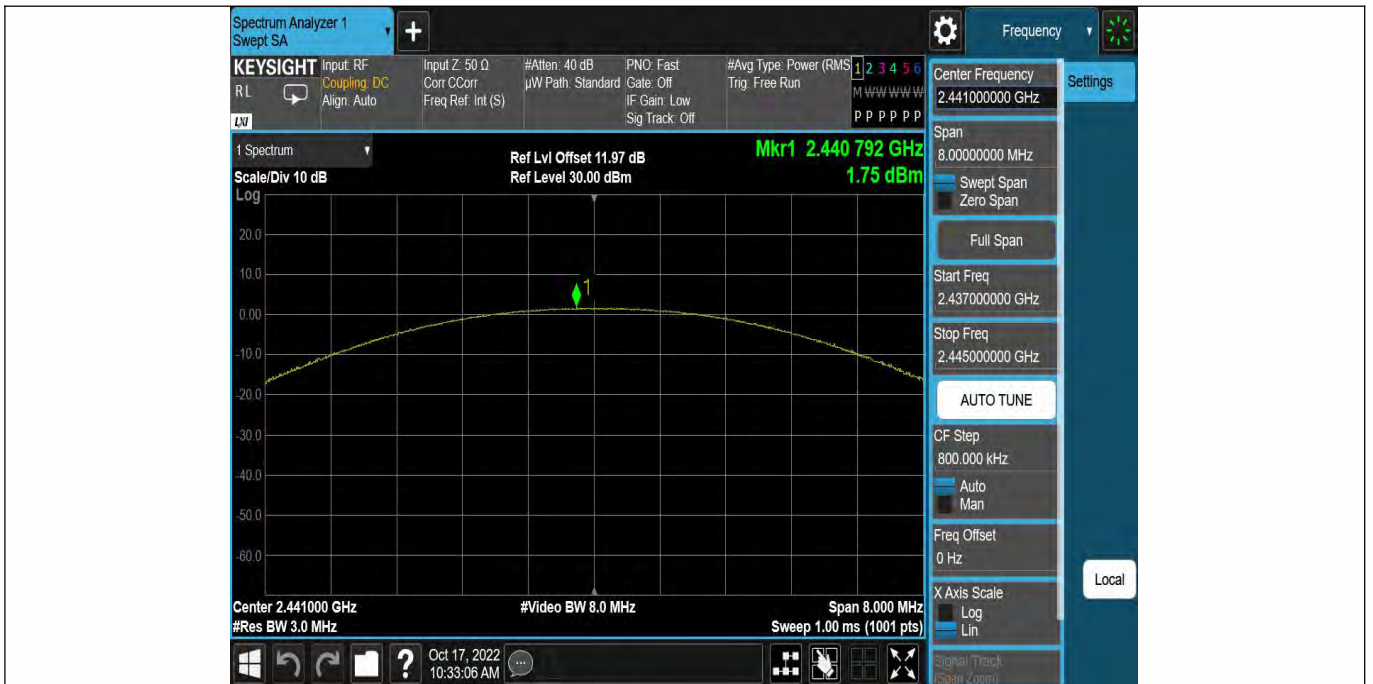 Spectrum Analyzer 1
Swept SA
+
Frequency
KEYSIGHT
RL
LXI
Input: RF
Coupling: DC
Align: Auto
Input Z: 50 Ω
Corr CCorr
Freq Ref: Int (S)
#Atten: 40 dB
µW Path: Standard
PNO: Fast
Gate: Off
IF Gain: Low
Sig Track: Off
#Avg Type: Power (RMS
Trig: Free Run
1 2 3 4 5 6
M W W W W W
P P P P P P
1 Spectrum
Scale/Div 10 dB
Log
Ref Lvl Offset 11.97 dB
Ref Level 30.00 dBm
Mkr1 2.440 792 GHz
1.75 dBm
20.0
10.0
0.00
-10.0
-20.0
-30.0
-40.0
-50.0
-60.0
1
Center 2.441000 GHz
#Res BW 3.0 MHz
#Video BW 8.0 MHz
Span 8.000 MHz
Sweep 1.00 ms (1001 pts)
Center Frequency
2.441000000 GHz
Settings
Span
8.00000000 MHz
Swept Span
Zero Span
Full Span
Start Freq
2.437000000 GHz
Stop Freq
2.445000000 GHz
AUTO TUNE
CF Step
800.000 kHz
Auto
Man
Freq Offset
0 Hz
X Axis Scale
Log
Lin
Signal Track
(Span Zoom)
Local
?
Oct 17, 2022
10:33:06 AM